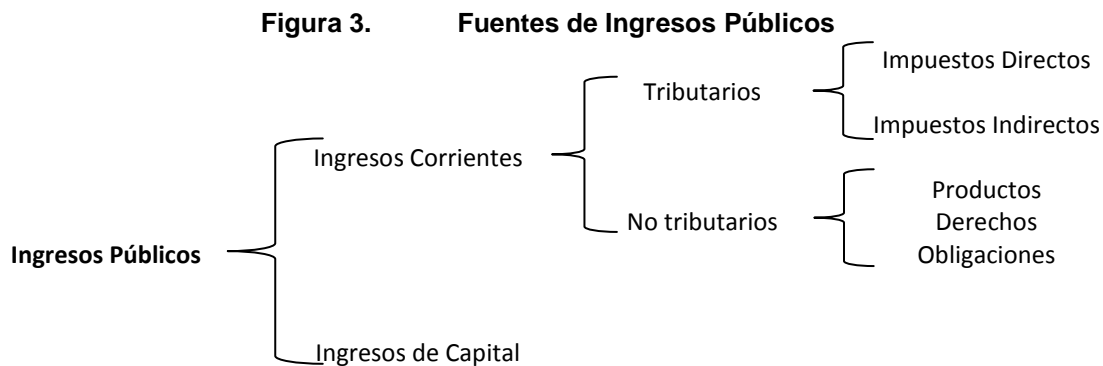 Figura 3. Fuentes de Ingresos Públicos
Ingresos Públicos
Ingresos Corrientes
Tributarios
Impuestos Directos
Impuestos Indirectos
No tributarios
Productos
Derechos
Obligaciones
Ingresos de Capital